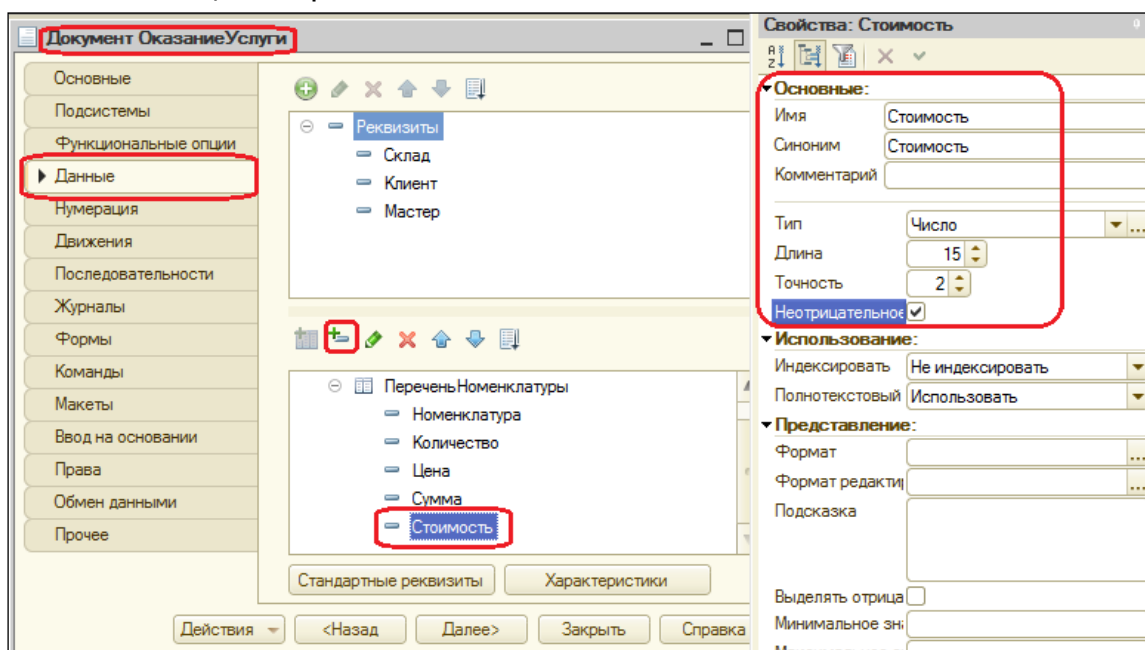 Документ ОказаниеУслуги
Основные
Подсистемы
Функциональные опции
Данные
Нумерация
Движения
Последовательности
Журналы
Формы
Команды
Макеты
Ввод на основании
Права
Обмен данными
Прочее
Реквизиты
Склад
Клиент
Мастер
ПереченьНоменклатуры
Номенклатура
Количество
Цена
Сумма
Стоимость
Стандартные реквизиты
Характеристики
Действия
<Назад
Далее>
Закрыть
Справка
Свойства: Стоимость
Основные:
Имя Стоимость
Синоним Стоимость
Комментарий
Тип Число
Длина 15
Точность 2
Неотрицательное
Использование:
Индексировать Не индексировать
Полнотекстовый Использовать
Представление:
Формат
Формат редакти
Подсказка
Выделять отрица
Минимальное зн